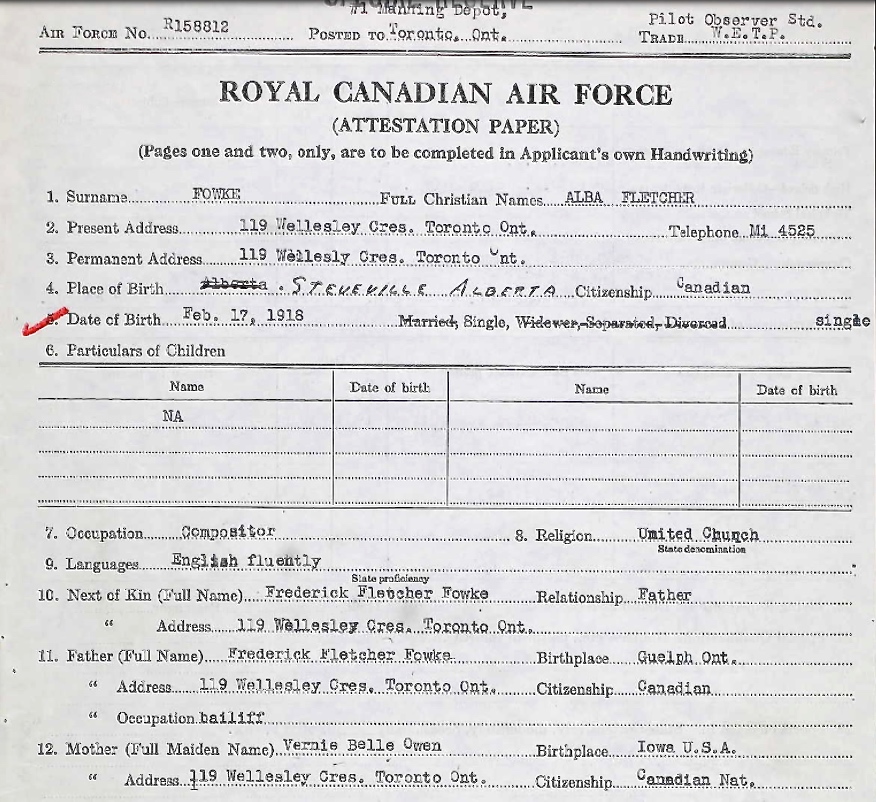 #1 Manning Depot,
Pilot Observer Std.
AIR FORCE NO. R158812 POSTED TO Toronto, Ont. TRADE W.E.T.P.
ROYAL CANADIAN AIR FORCE
(ATTESTATION PAPER)
(Pages one and two, only, are to be completed in Applicant's own Handwriting)
1. Surname FOWKE FULL Christian Names ALBA FLETCHER
2. Present Address 119 Wellesley Cres. Toronto Ont. Telephone Mi 4525
3. Permanent Address 119 Wellesly Cres. Toronto Ont.
4. Place of Birth Alberta . STEVEVILLE ALBERTA Citizenship Canadian
5. Date of Birth Feb. 17, 1918 Married, Single, Widower, Separated, Divorced single
6. Particulars of Children
Name Date of birth Name Date of birth
NA
7. Occupation Compositor 8. Religion United Church
State denomination
9. Languages English fluently
State proficiency
10. Next of Kin (Full Name) Frederick Fletcher Fowke Relationship Father
" Address 119 Wellesley Cres. Toronto Ont.
11. Father (Full Name) Frederick Fletcher Fowke Birthplace Guelph Ont.
" Address 119 Wellesley Cres. Toronto Ont. Citizenship Canadian
" Occupation bailiff
12. Mother (Full Maiden Name) Vernie Belle Owen Birthplace Iowa U.S.A.
" Address 119 Wellesley Cres. Toronto Ont. Citizenship Canadian Nat.